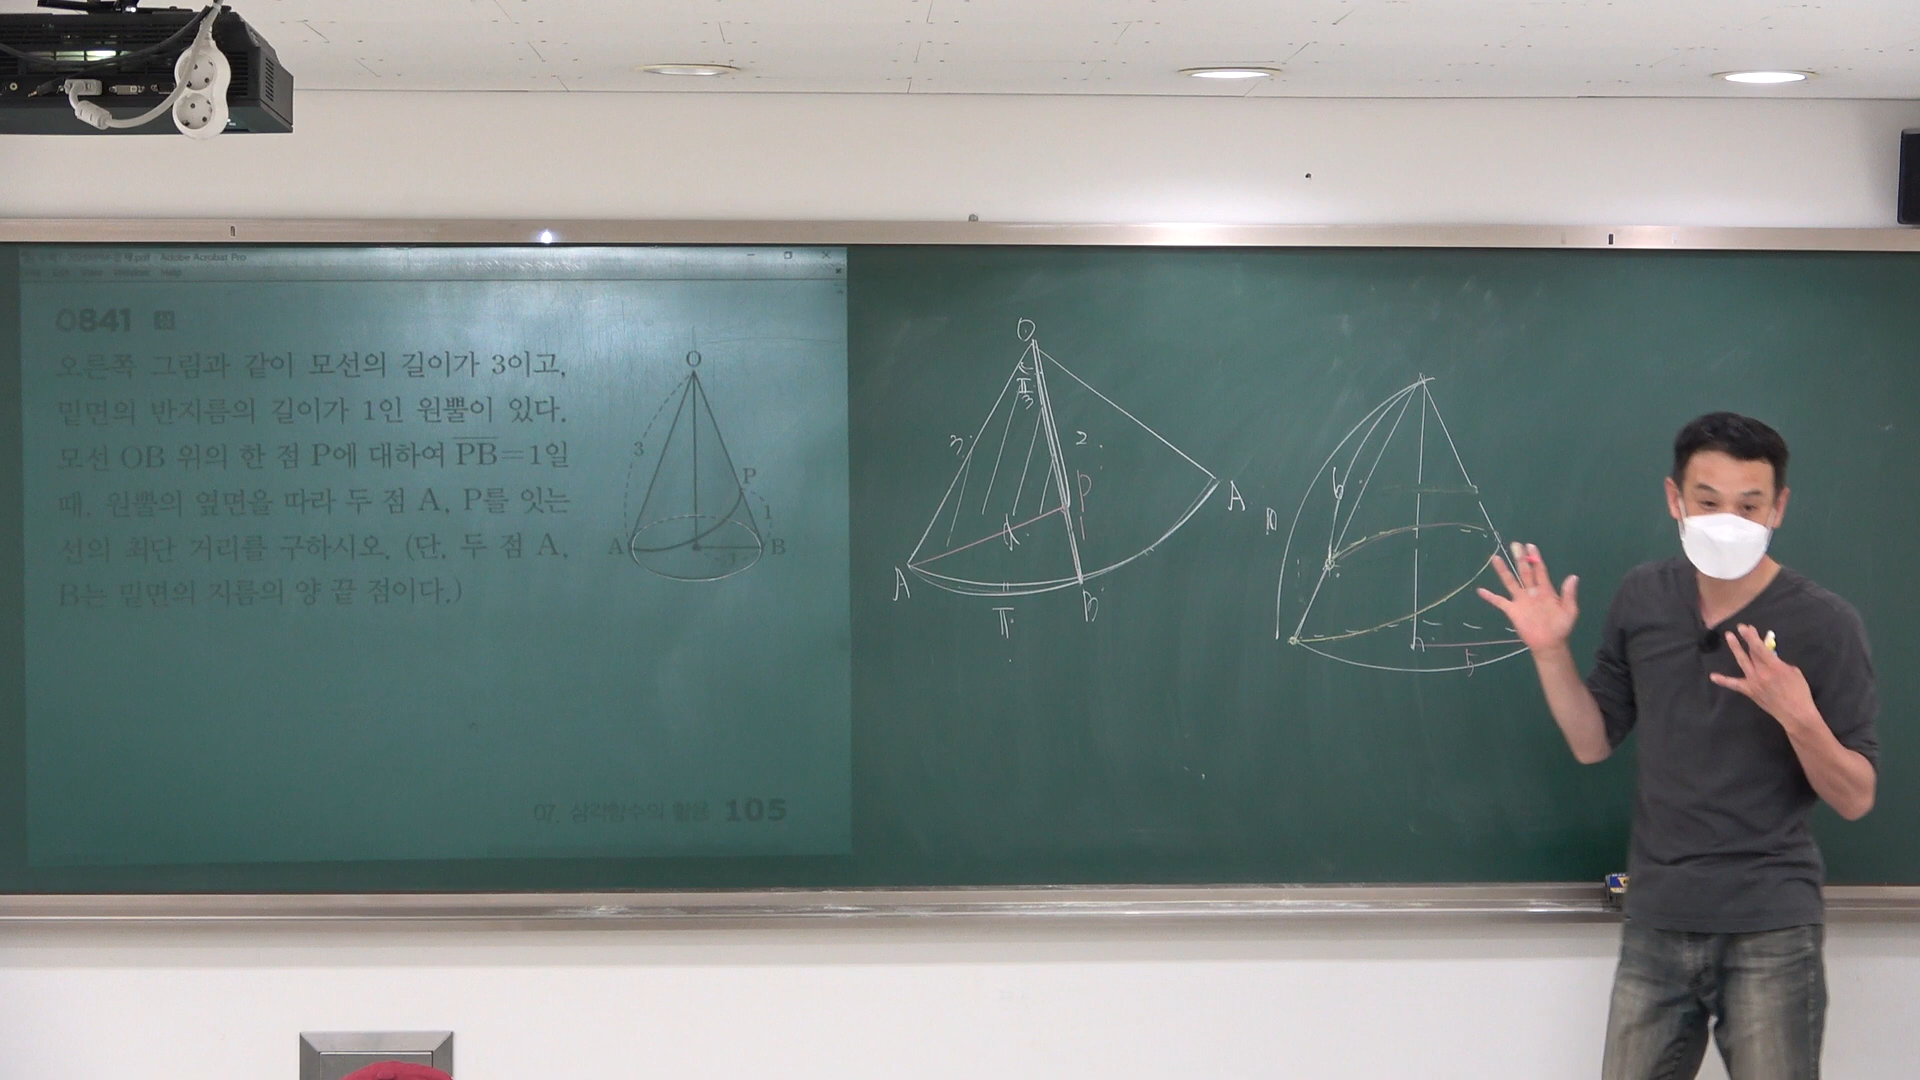 Adobe Acrobat Pro
Help
0841
오른쪽 그림과 같이 모선의 길이가 3이고,
밑면의 반지름의 길이가 1인 원뿔이 있다.
모선 OB 위의 한 점 P에 대하여 PB=1일
때, 원뿔의 옆면을 따라 두 점 A, P를 잇는
선의 최단 거리를 구하시오. (단, 두 점 A,
B는 밑면의 지름의 양 끝 점이다.)
O
3
P
1
A
B
07. 삼각함수의 활용 105
O
π/3
3
2
P
1
d
A
A
B
π
6
10
h
5